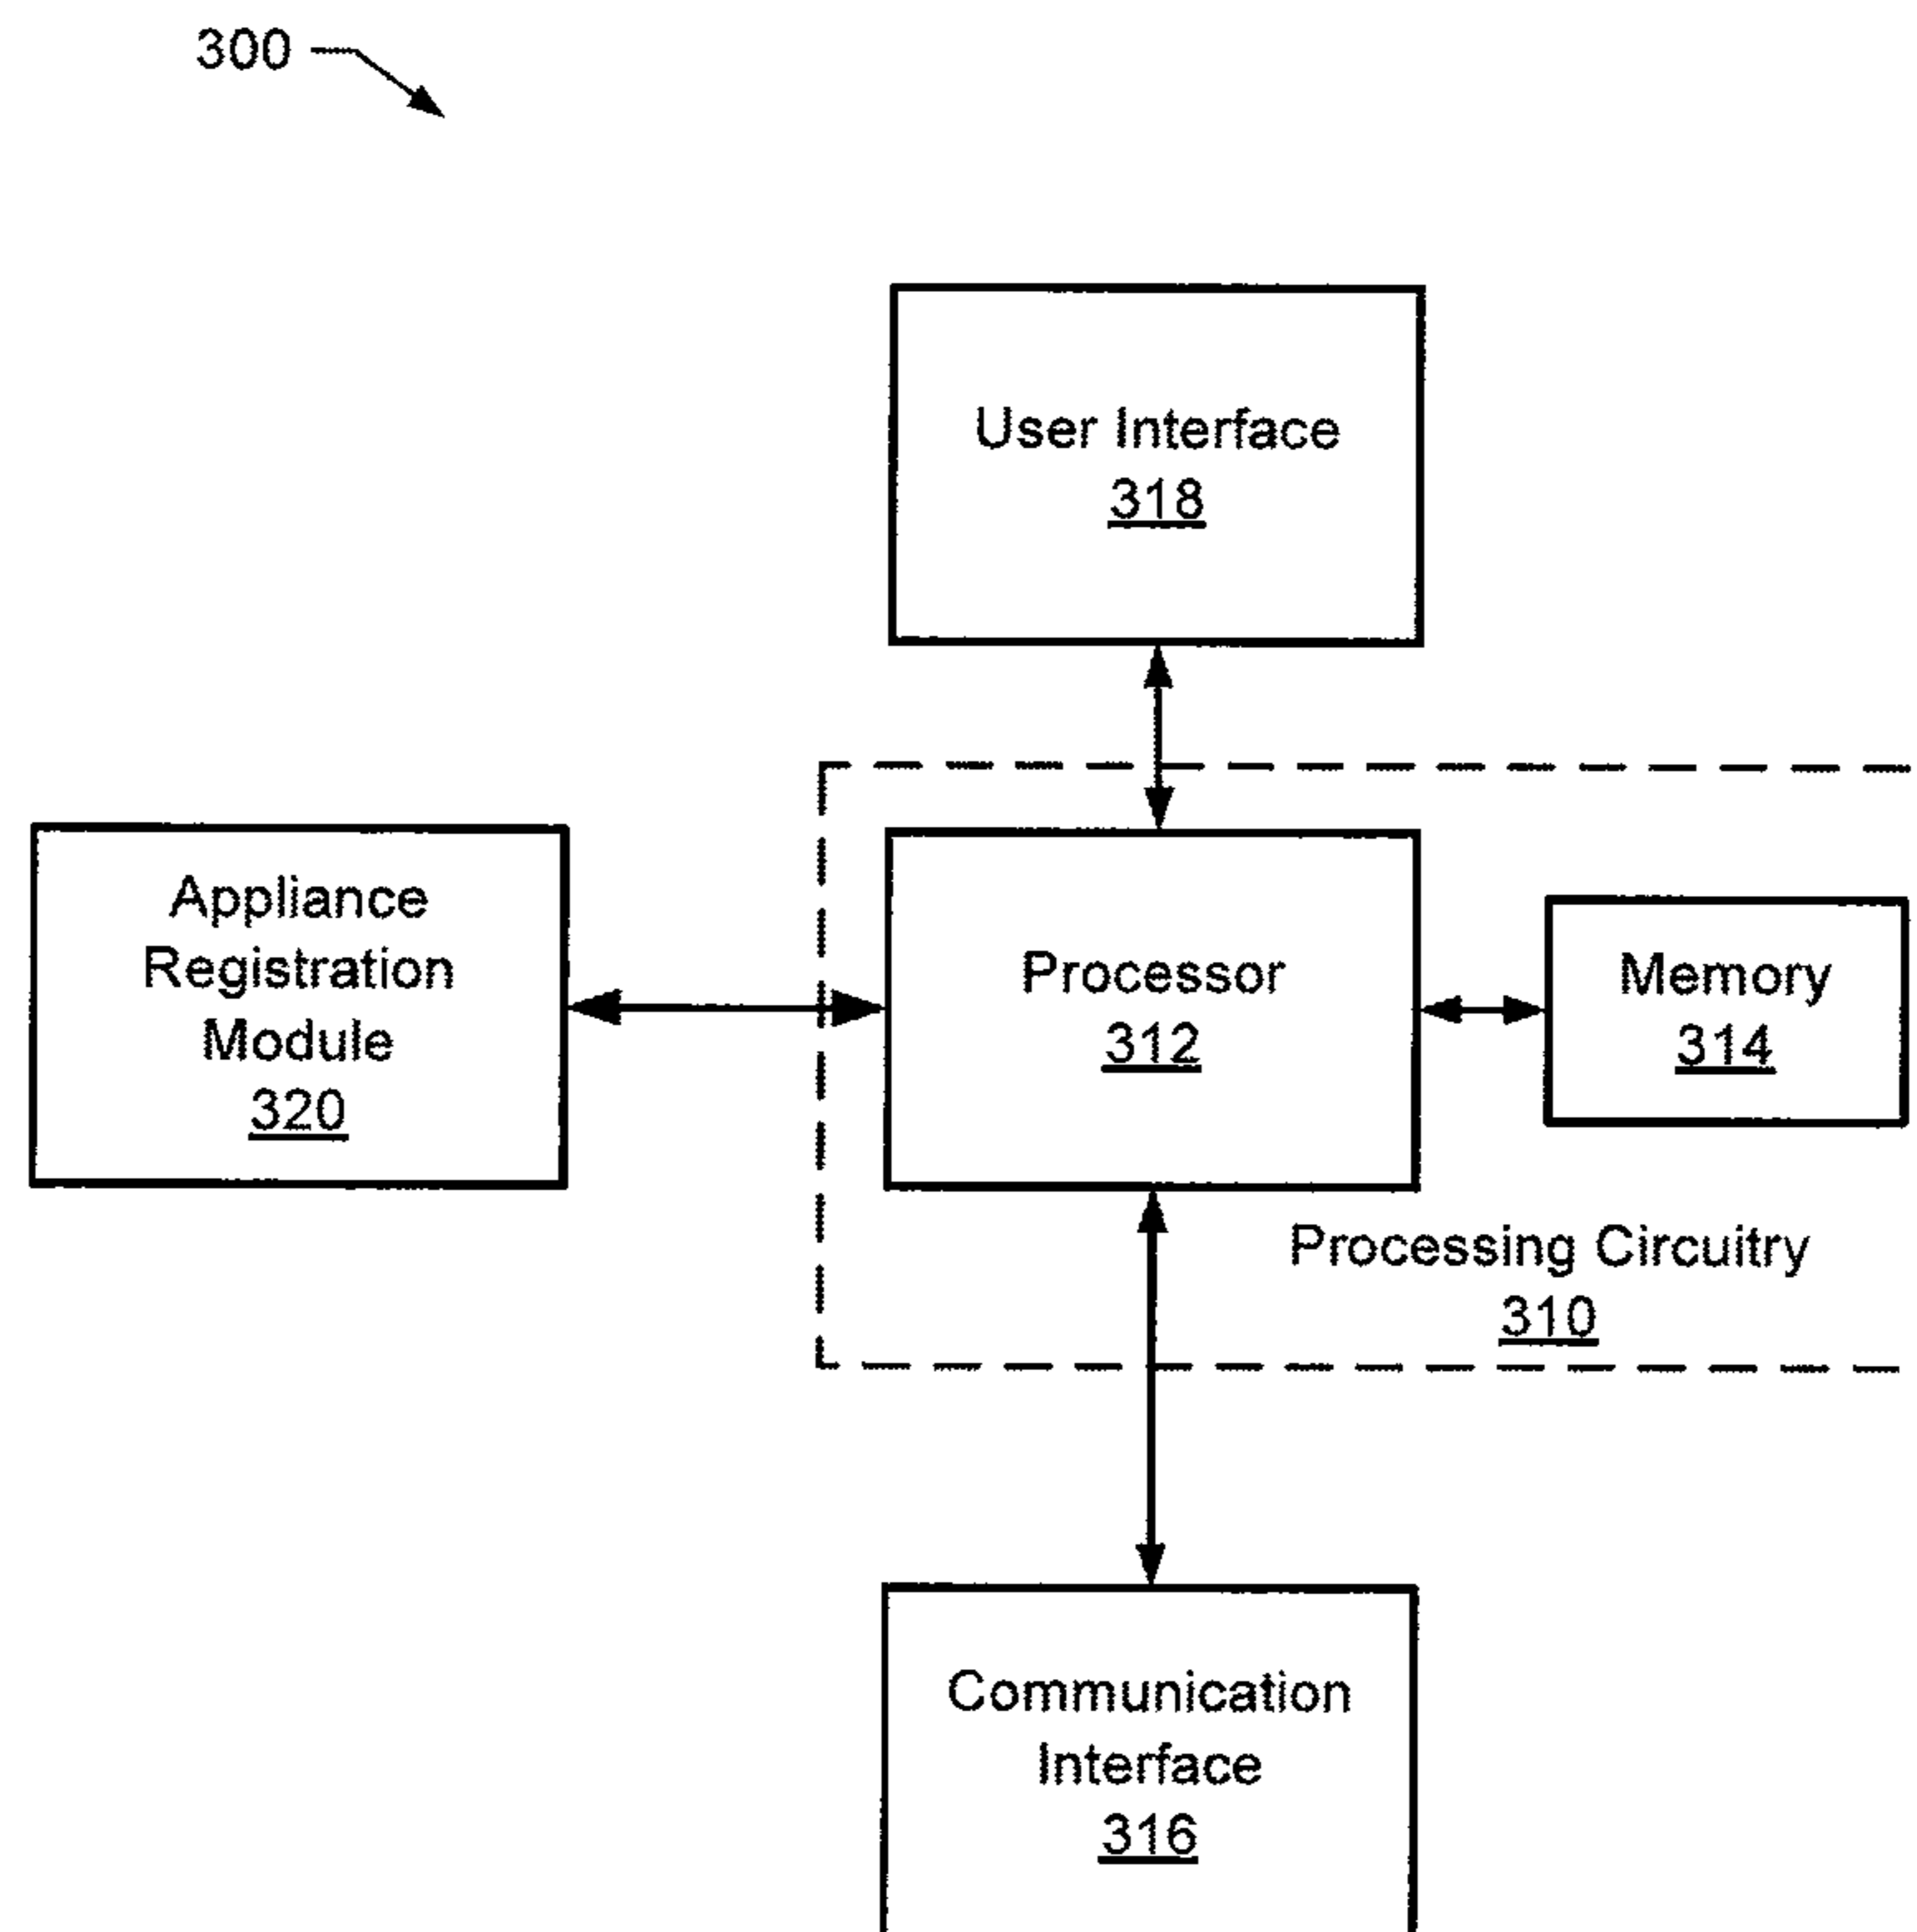 300
User Interface
318
Appliance
Registration
Module
320
Processor
312
Memory
314
Processing Circuitry
310
Communication
Interface
316